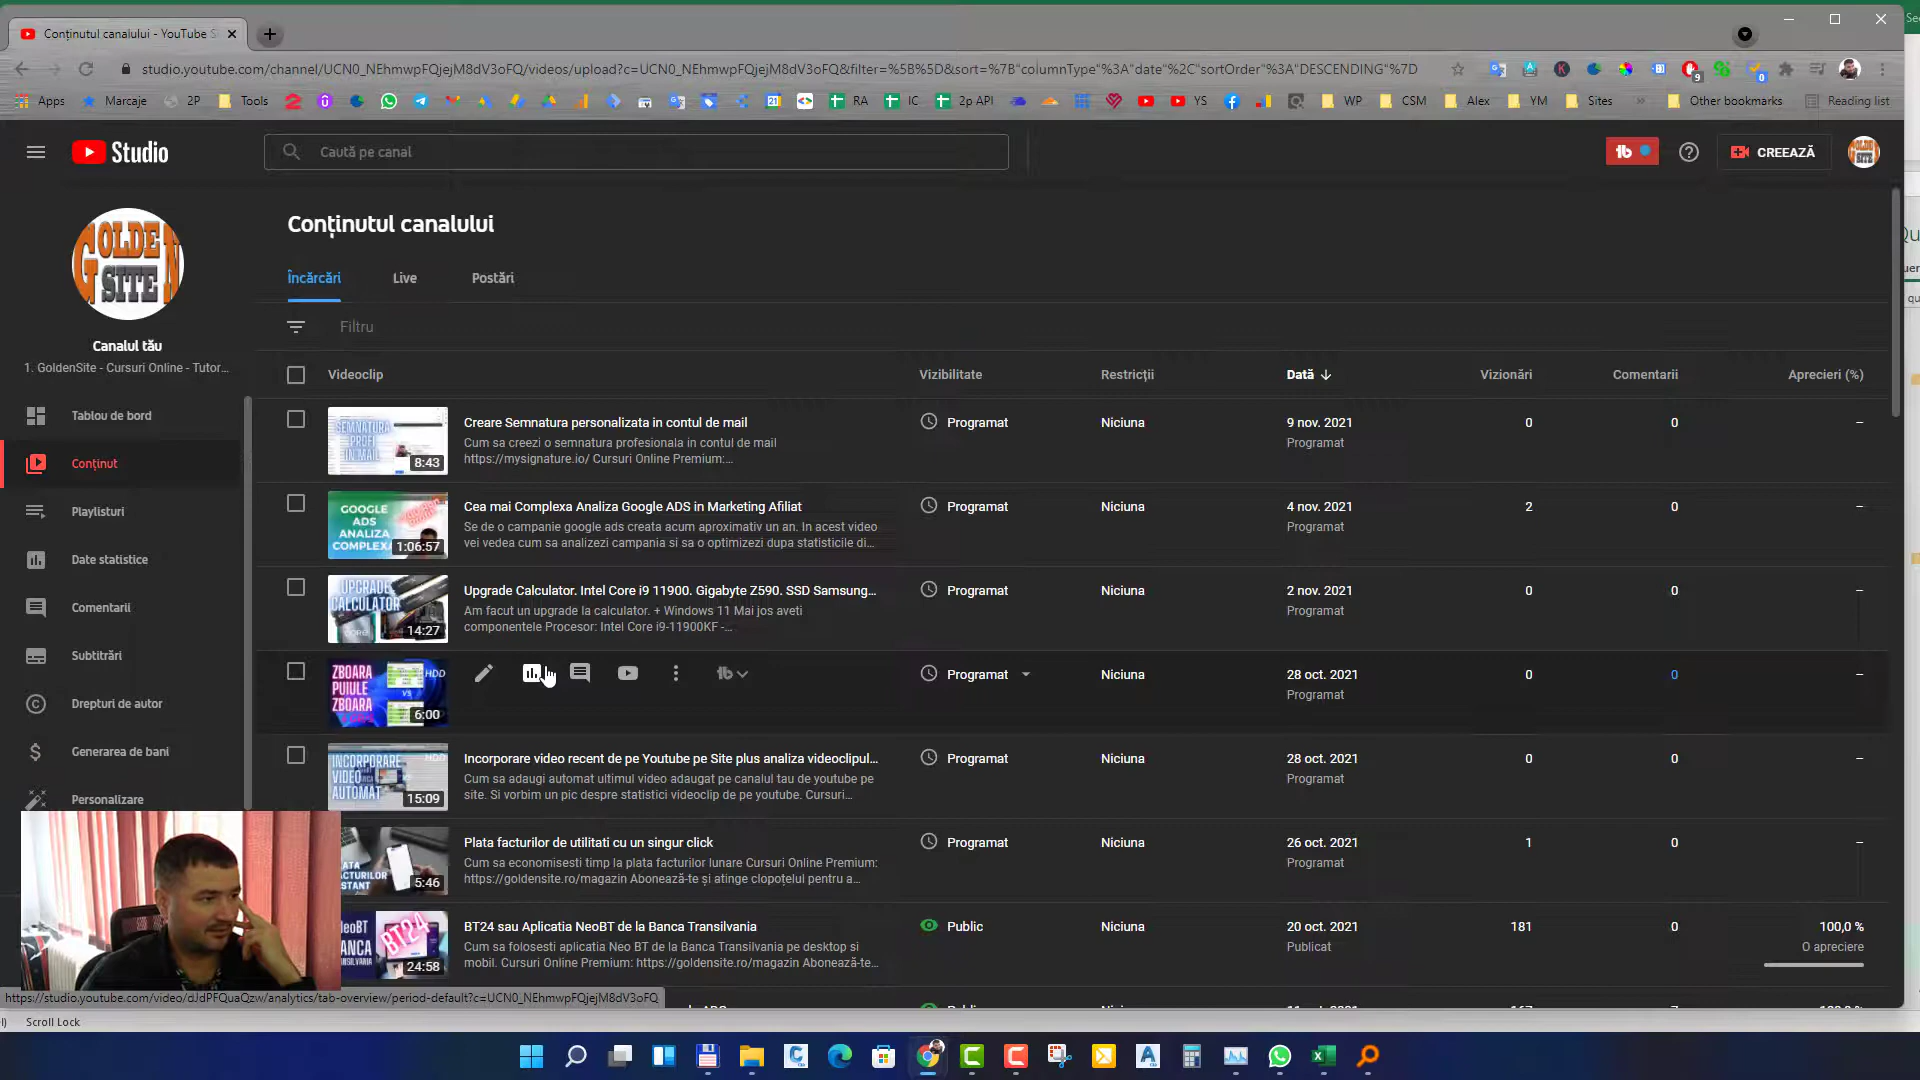 Conținutul canalului - YouTube S
studio.youtube.com/channel/UCN0_NEhmwpFQjejM8dV3oFQ/videos/upload?c=UCN0_NEhmwpFQjejM8dV3oFQ&filter=%5B%5D&sort=%7B"columnType"%3A"date"%2C"sortOrder"%3A"DESCENDING"%7D
Apps Marcaje 2P Tools RA IC 2p API YS WP CSM Alex YM Sites » Other bookmarks Reading list
Studio
Caută pe canal
CREEAZĂ
GOLDEN
SITE
Canalul tău
1. GoldenSite - Cursuri Online - Tutor...
Tablou de bord
Conținut
Playlisturi
Date statistice
Comentarii
Subtitrări
Drepturi de autor
Generarea de bani
Personalizare
Conținutul canalului
Încărcări Live Postări
Filtru
Videoclip Vizibilitate Restricții Dată Vizionări Comentarii Aprecieri (%)
SEMNATURA
PROFI
IN MAIL
8:43
Creare Semnatura personalizata in contul de mail
Cum sa creezi o semnatura profesionala in contul de mail
https://mysignature.io/ Cursuri Online Premium:...
Programat Niciuna 9 nov. 2021 0 0 –
Programat
GOOGLE
ADS
ANALIZA
COMPLEXA
1:06:57
Cea mai Complexa Analiza Google ADS in Marketing Afiliat
Se de o campanie google ads creata acum aproximativ un an. In acest video
vei vedea cum sa analizezi campania si sa o optimizezi dupa statisticile di...
Programat Niciuna 4 nov. 2021 2 0 –
Programat
UPGRADE
CALCULATOR
14:27
Upgrade Calculator. Intel Core i9 11900. Gigabyte Z590. SSD Samsung...
Am facut un upgrade la calculator. + Windows 11 Mai jos aveti
componentele Procesor: Intel Core i9-11900KF -...
Programat Niciuna 2 nov. 2021 0 0 –
Programat
ZBOARA
PUIULE
ZBOARA
HDD
VS
6:00
Programat Niciuna 28 oct. 2021 0 0 –
Programat
INCORPORARE
VIDEO
AUTOMAT
15:09
Incorporare video recent de pe Youtube pe Site plus analiza videoclipul...
Cum sa adaugi automat ultimul video adaugat pe canalul tau de youtube pe
site. Si vorbim un pic despre statistici videoclip de pe youtube. Cursuri...
Programat Niciuna 28 oct. 2021 0 0 –
Programat
5:46
Plata facturilor de utilitati cu un singur click
Cum sa economisesti timp la plata facturilor lunare Cursuri Online Premium:
https://goldensite.ro/magazin Abonează-te și atinge clopoțelul pentru a...
Programat Niciuna 26 oct. 2021 1 0 –
Programat
BT24
24:58
BT24 sau Aplicatia NeoBT de la Banca Transilvania
Cum sa folosesti aplicatia Neo BT de la Banca Transilvania pe desktop si
mobil. Cursuri Online Premium: https://goldensite.ro/magazin Abonează-te...
Public Niciuna 20 oct. 2021 181 0 100,0 %
Publicat O apreciere
https://studio.youtube.com/video/dJdPFQuaQzw/analytics/tab-overview/period-default?c=UCN0_NEhmwpFQjejM8dV3oFQ
Scroll Lock